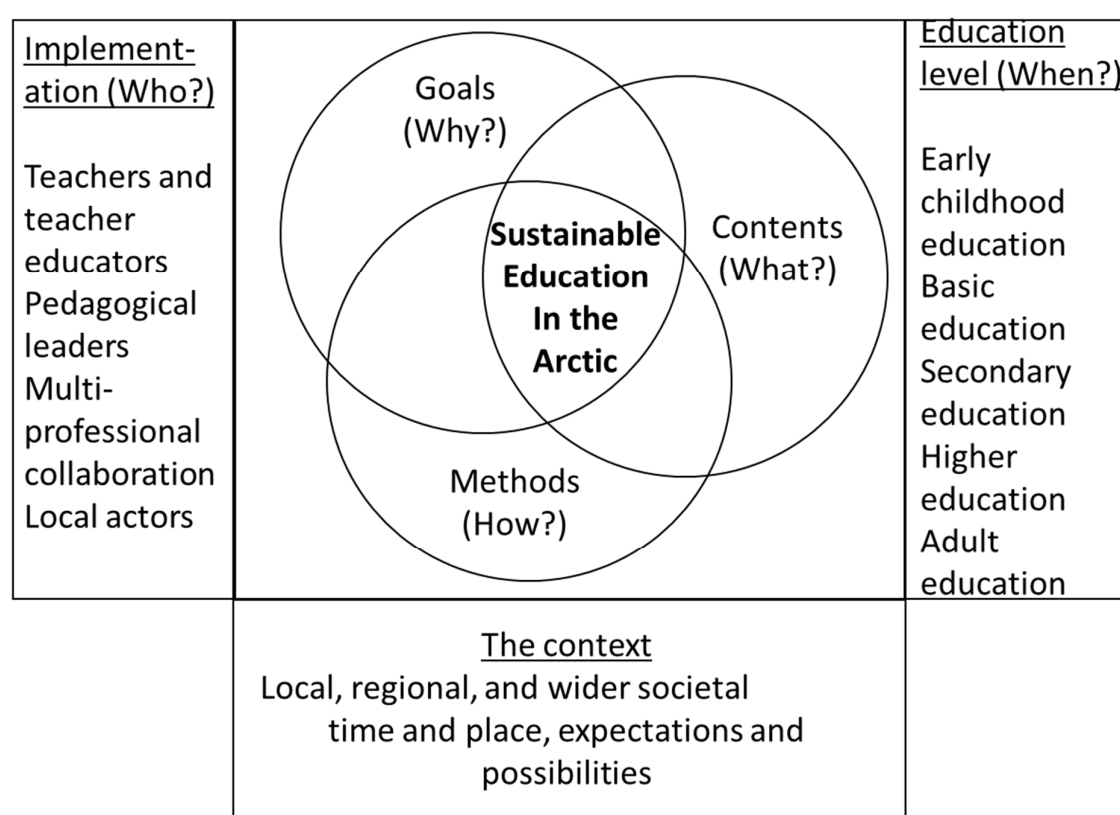 Implement-
ation (Who?)
Teachers and
teacher
educators
Pedagogical
leaders
Multi-
professional
collaboration
Local actors
Goals
(Why?)
Contents
(What?)
Sustainable
Education
In the
Arctic
Methods
(How?)
Education
level (When?)
Early
childhood
education
Basic
education
Secondary
education
Higher
education
Adult
education
The context
Local, regional, and wider societal
time and place, expectations and
possibilities